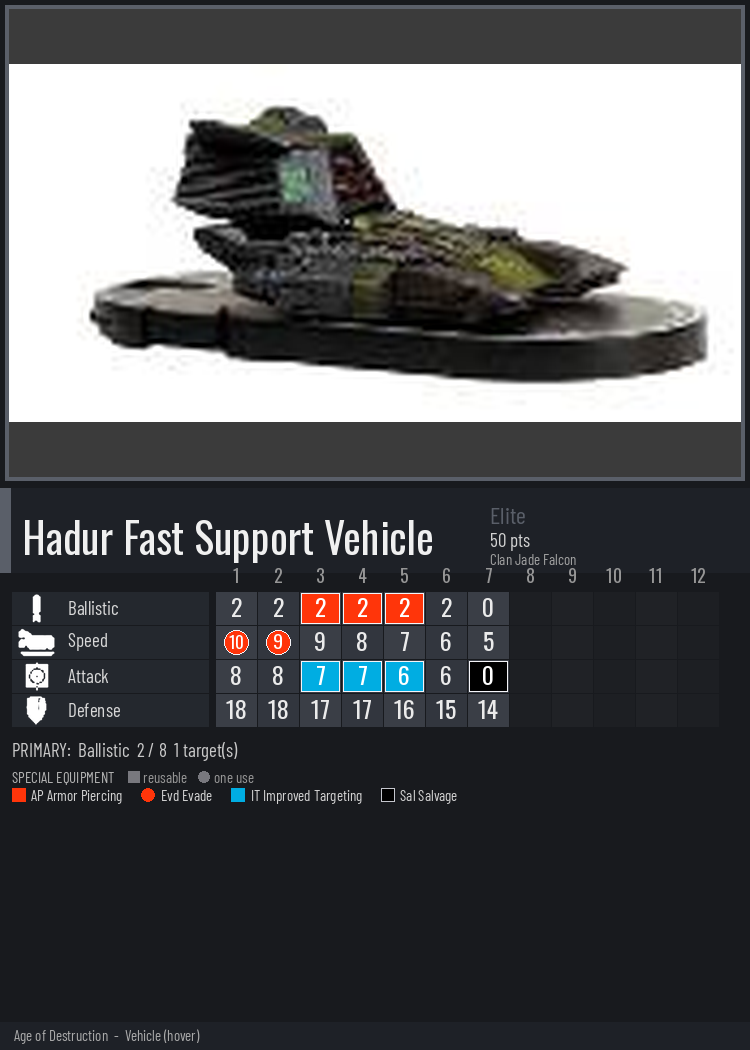 Hadur Fast Support Vehicle
Elite
50 pts
Clan Jade Falcon
1 2 3 4 5 6 7 8 9 10 11 12
Ballistic 2 2 2 2 2 2 0
Speed 10 9 9 8 7 6 5
Attack 8 8 7 7 6 6 0
Defense 18 18 17 17 16 15 14
PRIMARY: Ballistic 2 / 8 1 target(s)
SPECIAL EQUIPMENT reusable one use
AP Armor Piercing Evd Evade IT Improved Targeting Sal Salvage
Age of Destruction - Vehicle (hover)